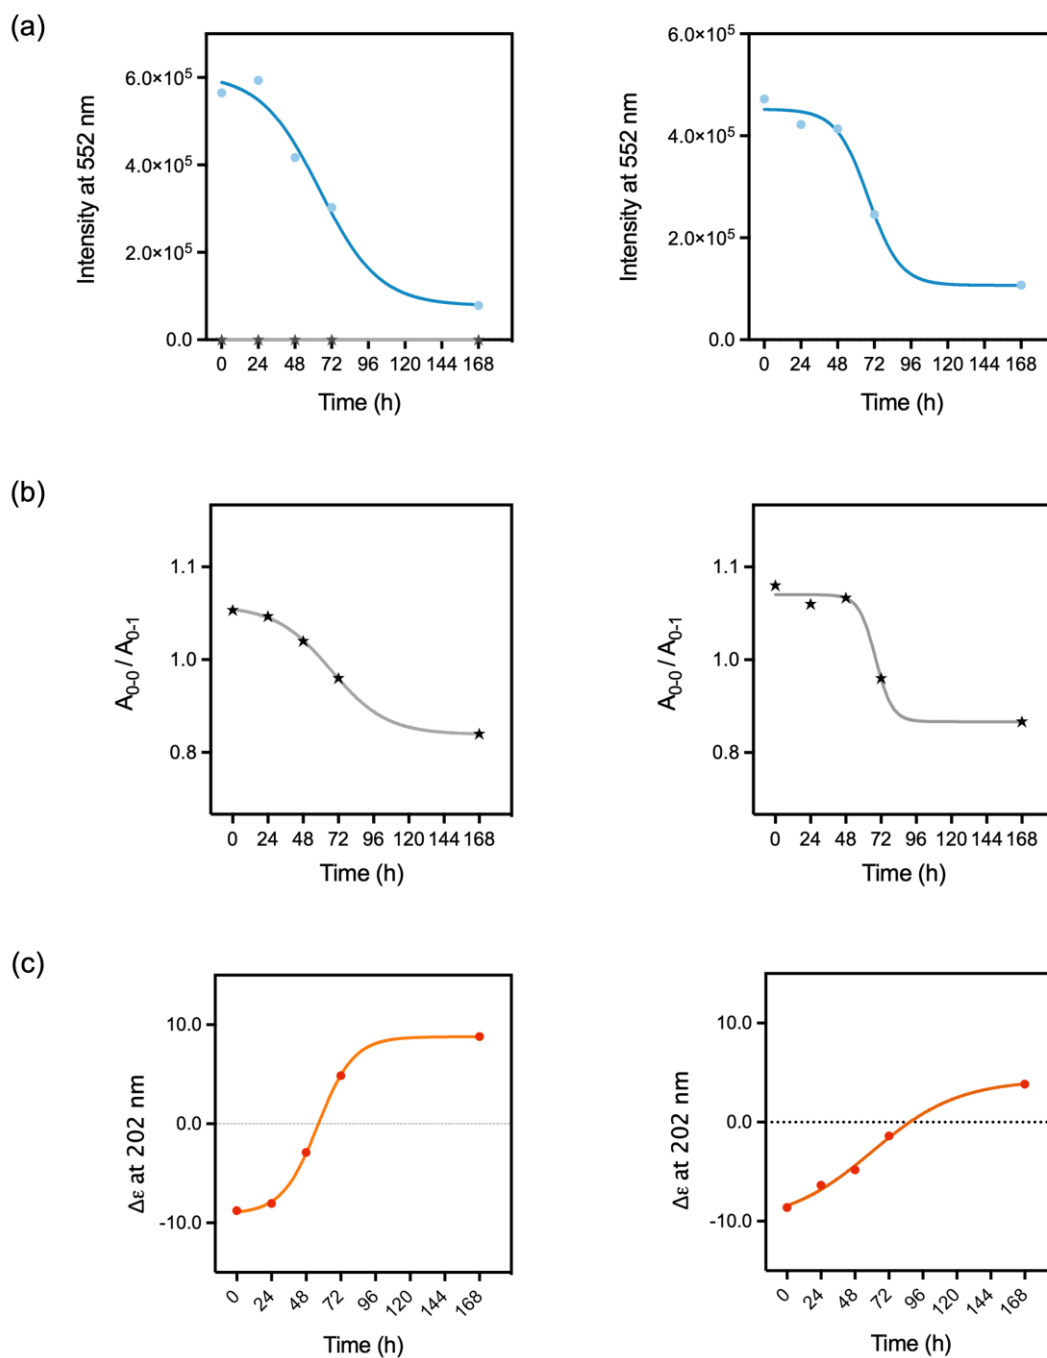 (a)
Intensity at 552 nm
6.0×10⁵
4.0×10⁵
2.0×10⁵
0.0
0 24 48 72 96 120 144 168
Time (h)
Intensity at 552 nm
6.0×10⁵
4.0×10⁵
2.0×10⁵
0.0
0 24 48 72 96 120 144 168
Time (h)
(b)
A₀₋₀ / A₀₋₁
1.1
1.0
0.8
0 24 48 72 96 120 144 168
Time (h)
A₀₋₀ / A₀₋₁
1.1
1.0
0.8
0 24 48 72 96 120 144 168
Time (h)
(c)
Δε at 202 nm
10.0
0.0
-10.0
0 24 48 72 96 120 144 168
Time (h)
Δε at 202 nm
10.0
0.0
-10.0
0 24 48 72 96 120 144 168
Time (h)